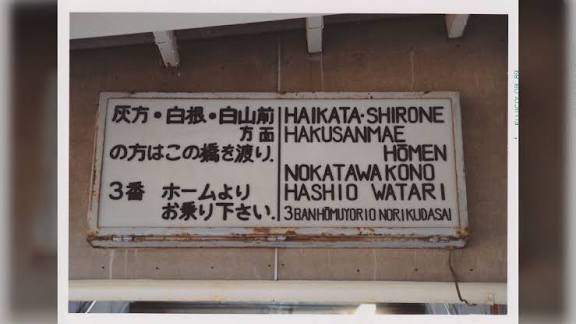 灰方・白根・白山前
方面
の方はこの橋を渡り.
3番 ホームより
お乗り下さい.
HAIKATA・SHIRONE
HAKUSANMAE
HŌMEN
NOKATAWA KONO
HASHIO WATARI
3BANHŌMUYORIO NORIKUDASAI